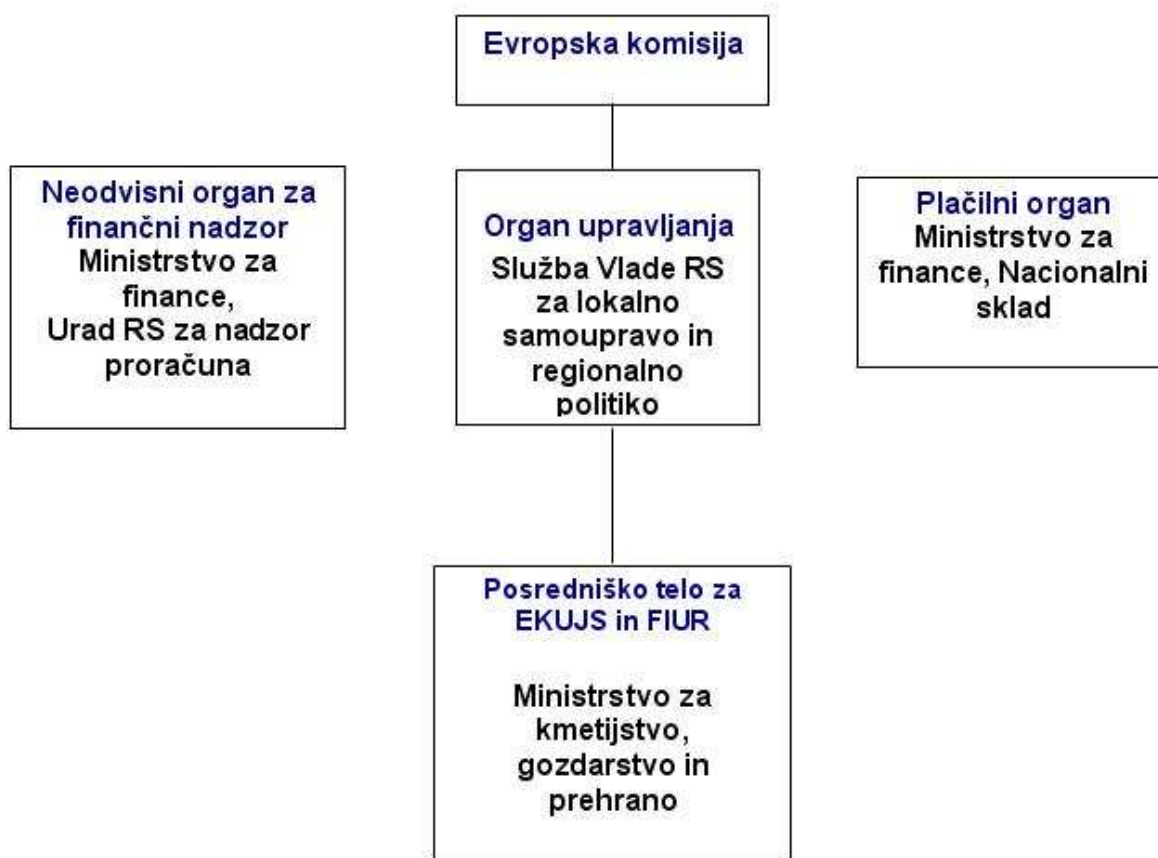 Evropska komisija
Neodvisni organ za
finančni nadzor
Ministrstvo za
finance,
Urad RS za nadzor
proračuna
Organ upravljanja
Služba Vlade RS
za lokalno
samoupravo in
regionalno
politiko
Plačilni organ
Ministrstvo za
finance, Nacionalni
sklad
Posredniško telo za
EKUJS in FIUR
Ministrstvo za
kmetijstvo,
gozdarstvo in
prehrano